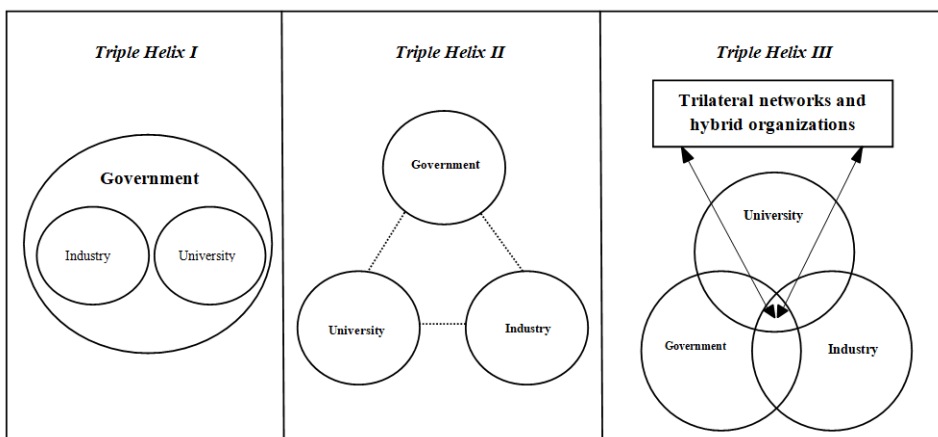 Triple Helix I
Government
Industry
University
Triple Helix II
Government
University
Industry
Triple Helix III
Trilateral networks and
hybrid organizations
University
Government
Industry